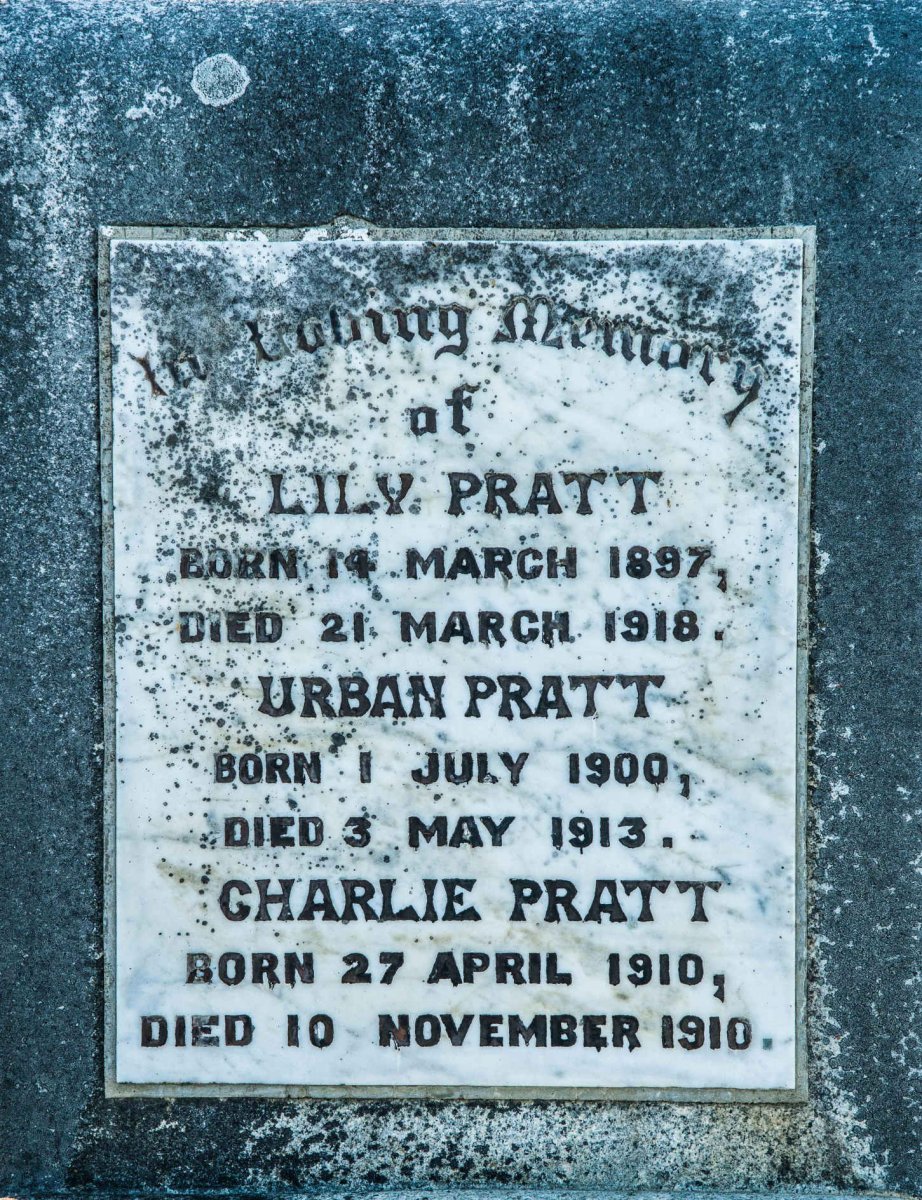 In Loving Memory
of
LILY PRATT
BORN 14 MARCH 1897,
DIED 21 MARCH 1918.
URBAN PRATT
BORN 1 JULY 1900,
DIED 3 MAY 1913.
CHARLIE PRATT
BORN 27 APRIL 1910,
DIED 10 NOVEMBER 1910.